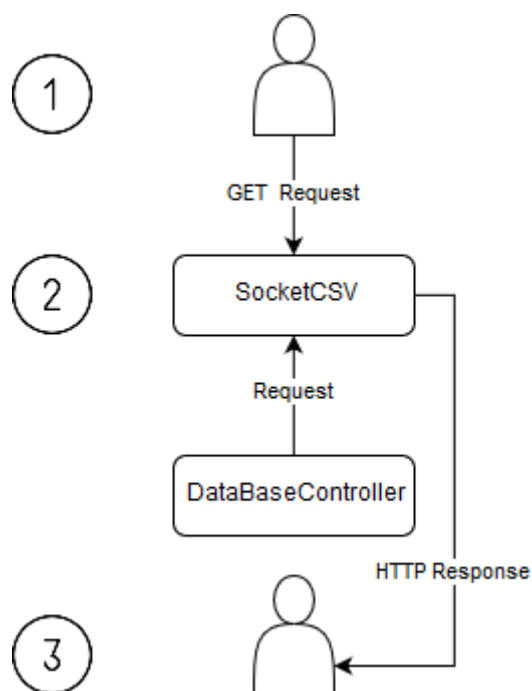 1
GET Request
2
SocketCSV
Request
DataBaseController
HTTP Response
3